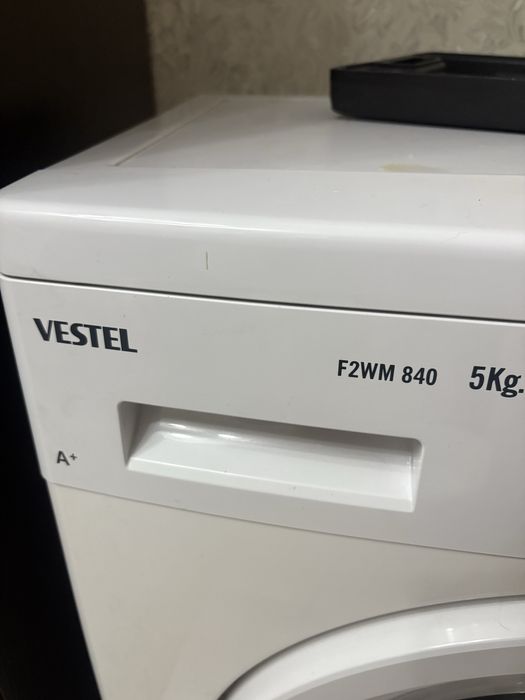 VESTEL
F2WM 840 5Kg.
A+